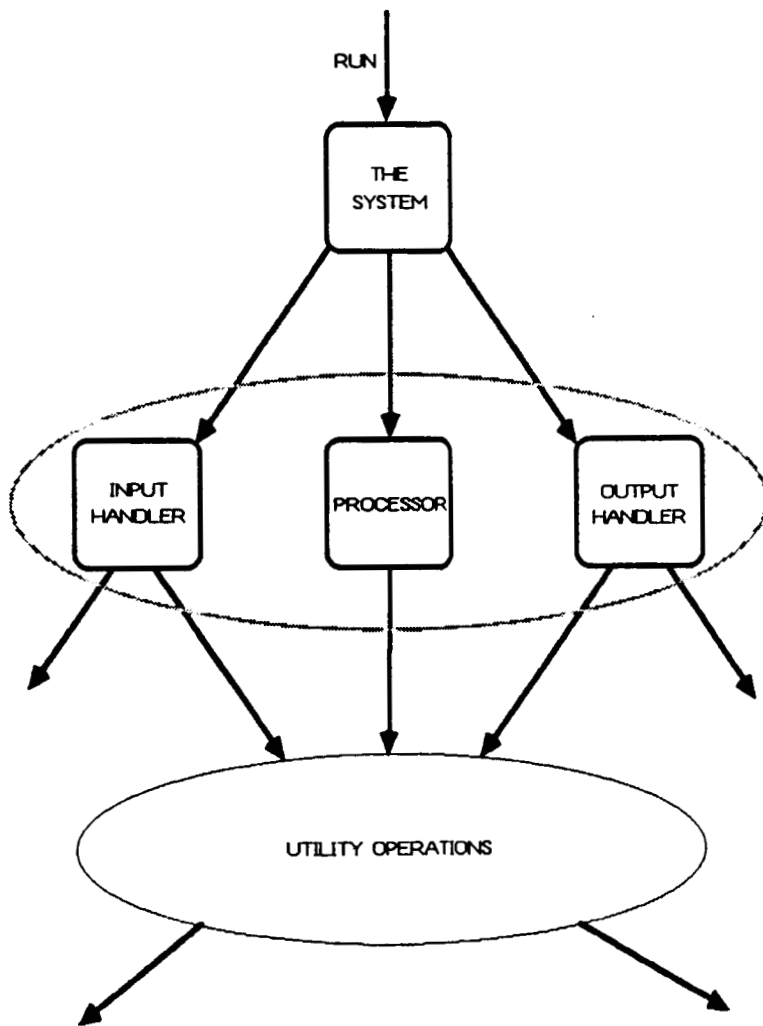 RUN
THE
SYSTEM
INPUT
HANDLER
PROCESSOR
OUTPUT
HANDLER
UTILITY OPERATIONS